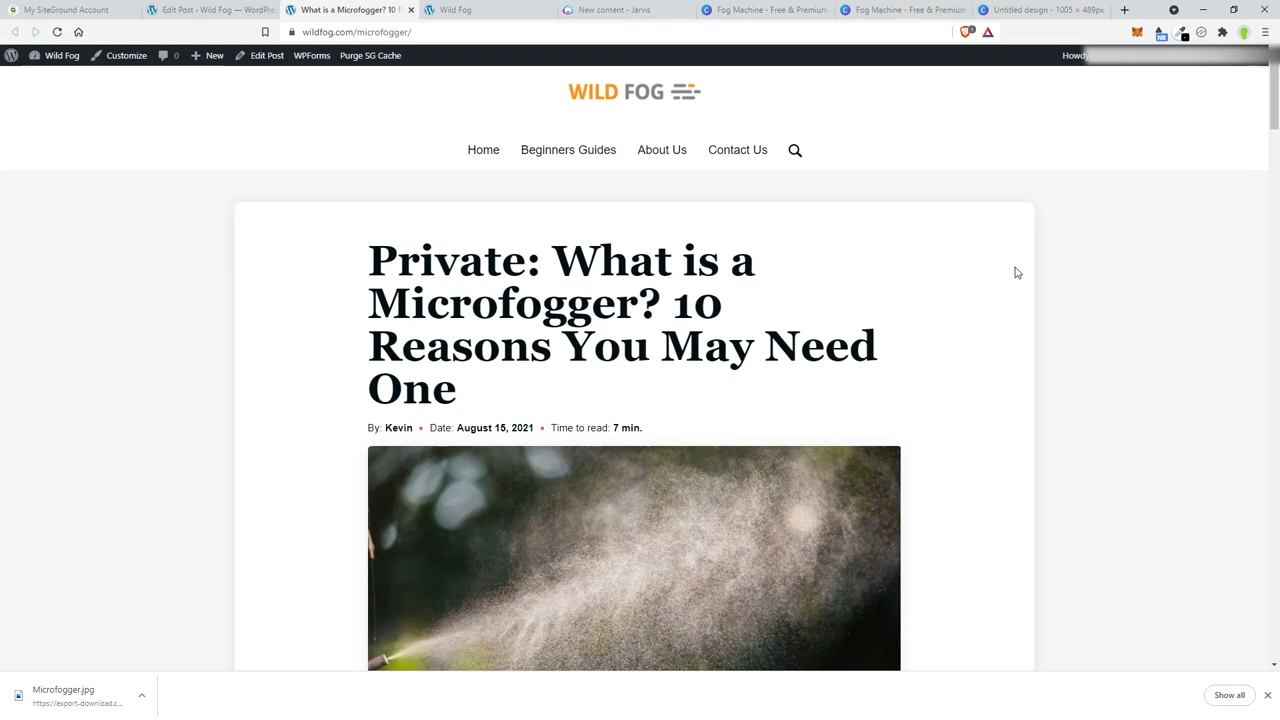 My SiteGround Account
Edit Post ‹ Wild Fog — WordPre
What is a Microfogger? 10 R
Wild Fog
New content - Jarvis
Fog Machine - Free & Premium
Fog Machine - Free & Premium
Untitled design - 1005 × 489px
wildfog.com/microfogger/
Wild Fog
Customize
0
New
Edit Post
WPForms
Purge SG Cache
Howdy
WILD FOG
Home
Beginners Guides
About Us
Contact Us
Private: What is a
Microfogger? 10
Reasons You May Need
One
By: Kevin • Date: August 15, 2021 • Time to read: 7 min.
Microfogger.jpg
https://export-download.c...
Show all